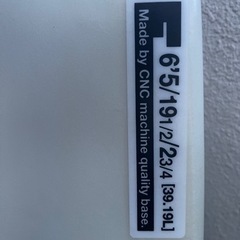 6'5/19 1/2/2 3/4 [39.19L]
Made by CNC machine quality base.